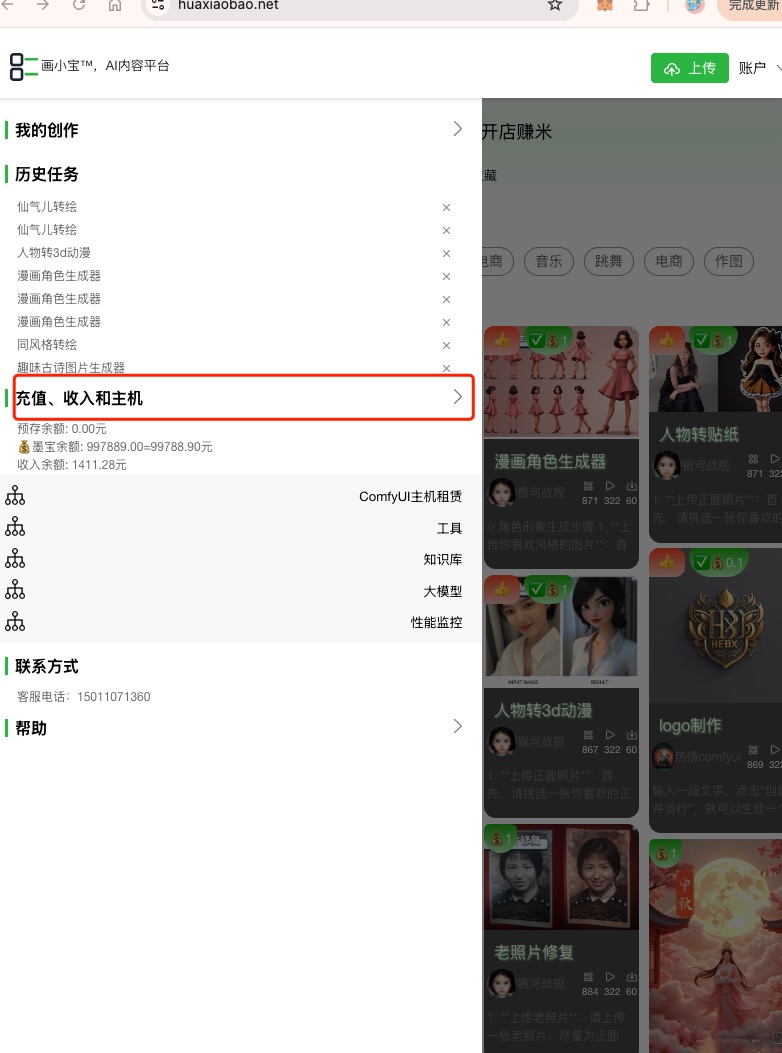 huaxiaobao.net
完成更新
画小宝™，AI内容平台
上传
账户
我的创作
开店赚米
历史任务
藏
仙气儿转绘
仙气儿转绘
人物转3d动漫
电商
音乐
跳舞
电商
作图
漫画角色生成器
漫画角色生成器
漫画角色生成器
同风格转绘
趣味古诗图片生成器
充值、收入和主机
预存余额: 0.00元
墨宝余额: 997889.00=99788.90元
收入余额: 1411.28元
ComfyUI主机租赁
工具
知识库
大模型
性能监控
联系方式
客服电话：15011071360
帮助
1
漫画角色生成器
银河战舰
871 322 60
// 角色形象生成步骤 1. **上
传你喜欢风格的图片**：首
1
人物转贴纸
银河战舰
871 322
1. **上传正面照片**：首
先，请挑选一张你喜欢的
1
INPUT IMAGE
RESULT
人物转3d动漫
银河战舰
867 322 60
1. **上传正面照片**：首
先，请挑选一张你喜欢的正
0.1
HEBX
logo制作
热情comfyui
869 322
输入一段文字，点击“创
并运行”，就可以生成一个
1
老照片修复
银河战舰
884 322 60
1. **上传老照片**：请上传
一张老照片，尽量为正面
1
中秋